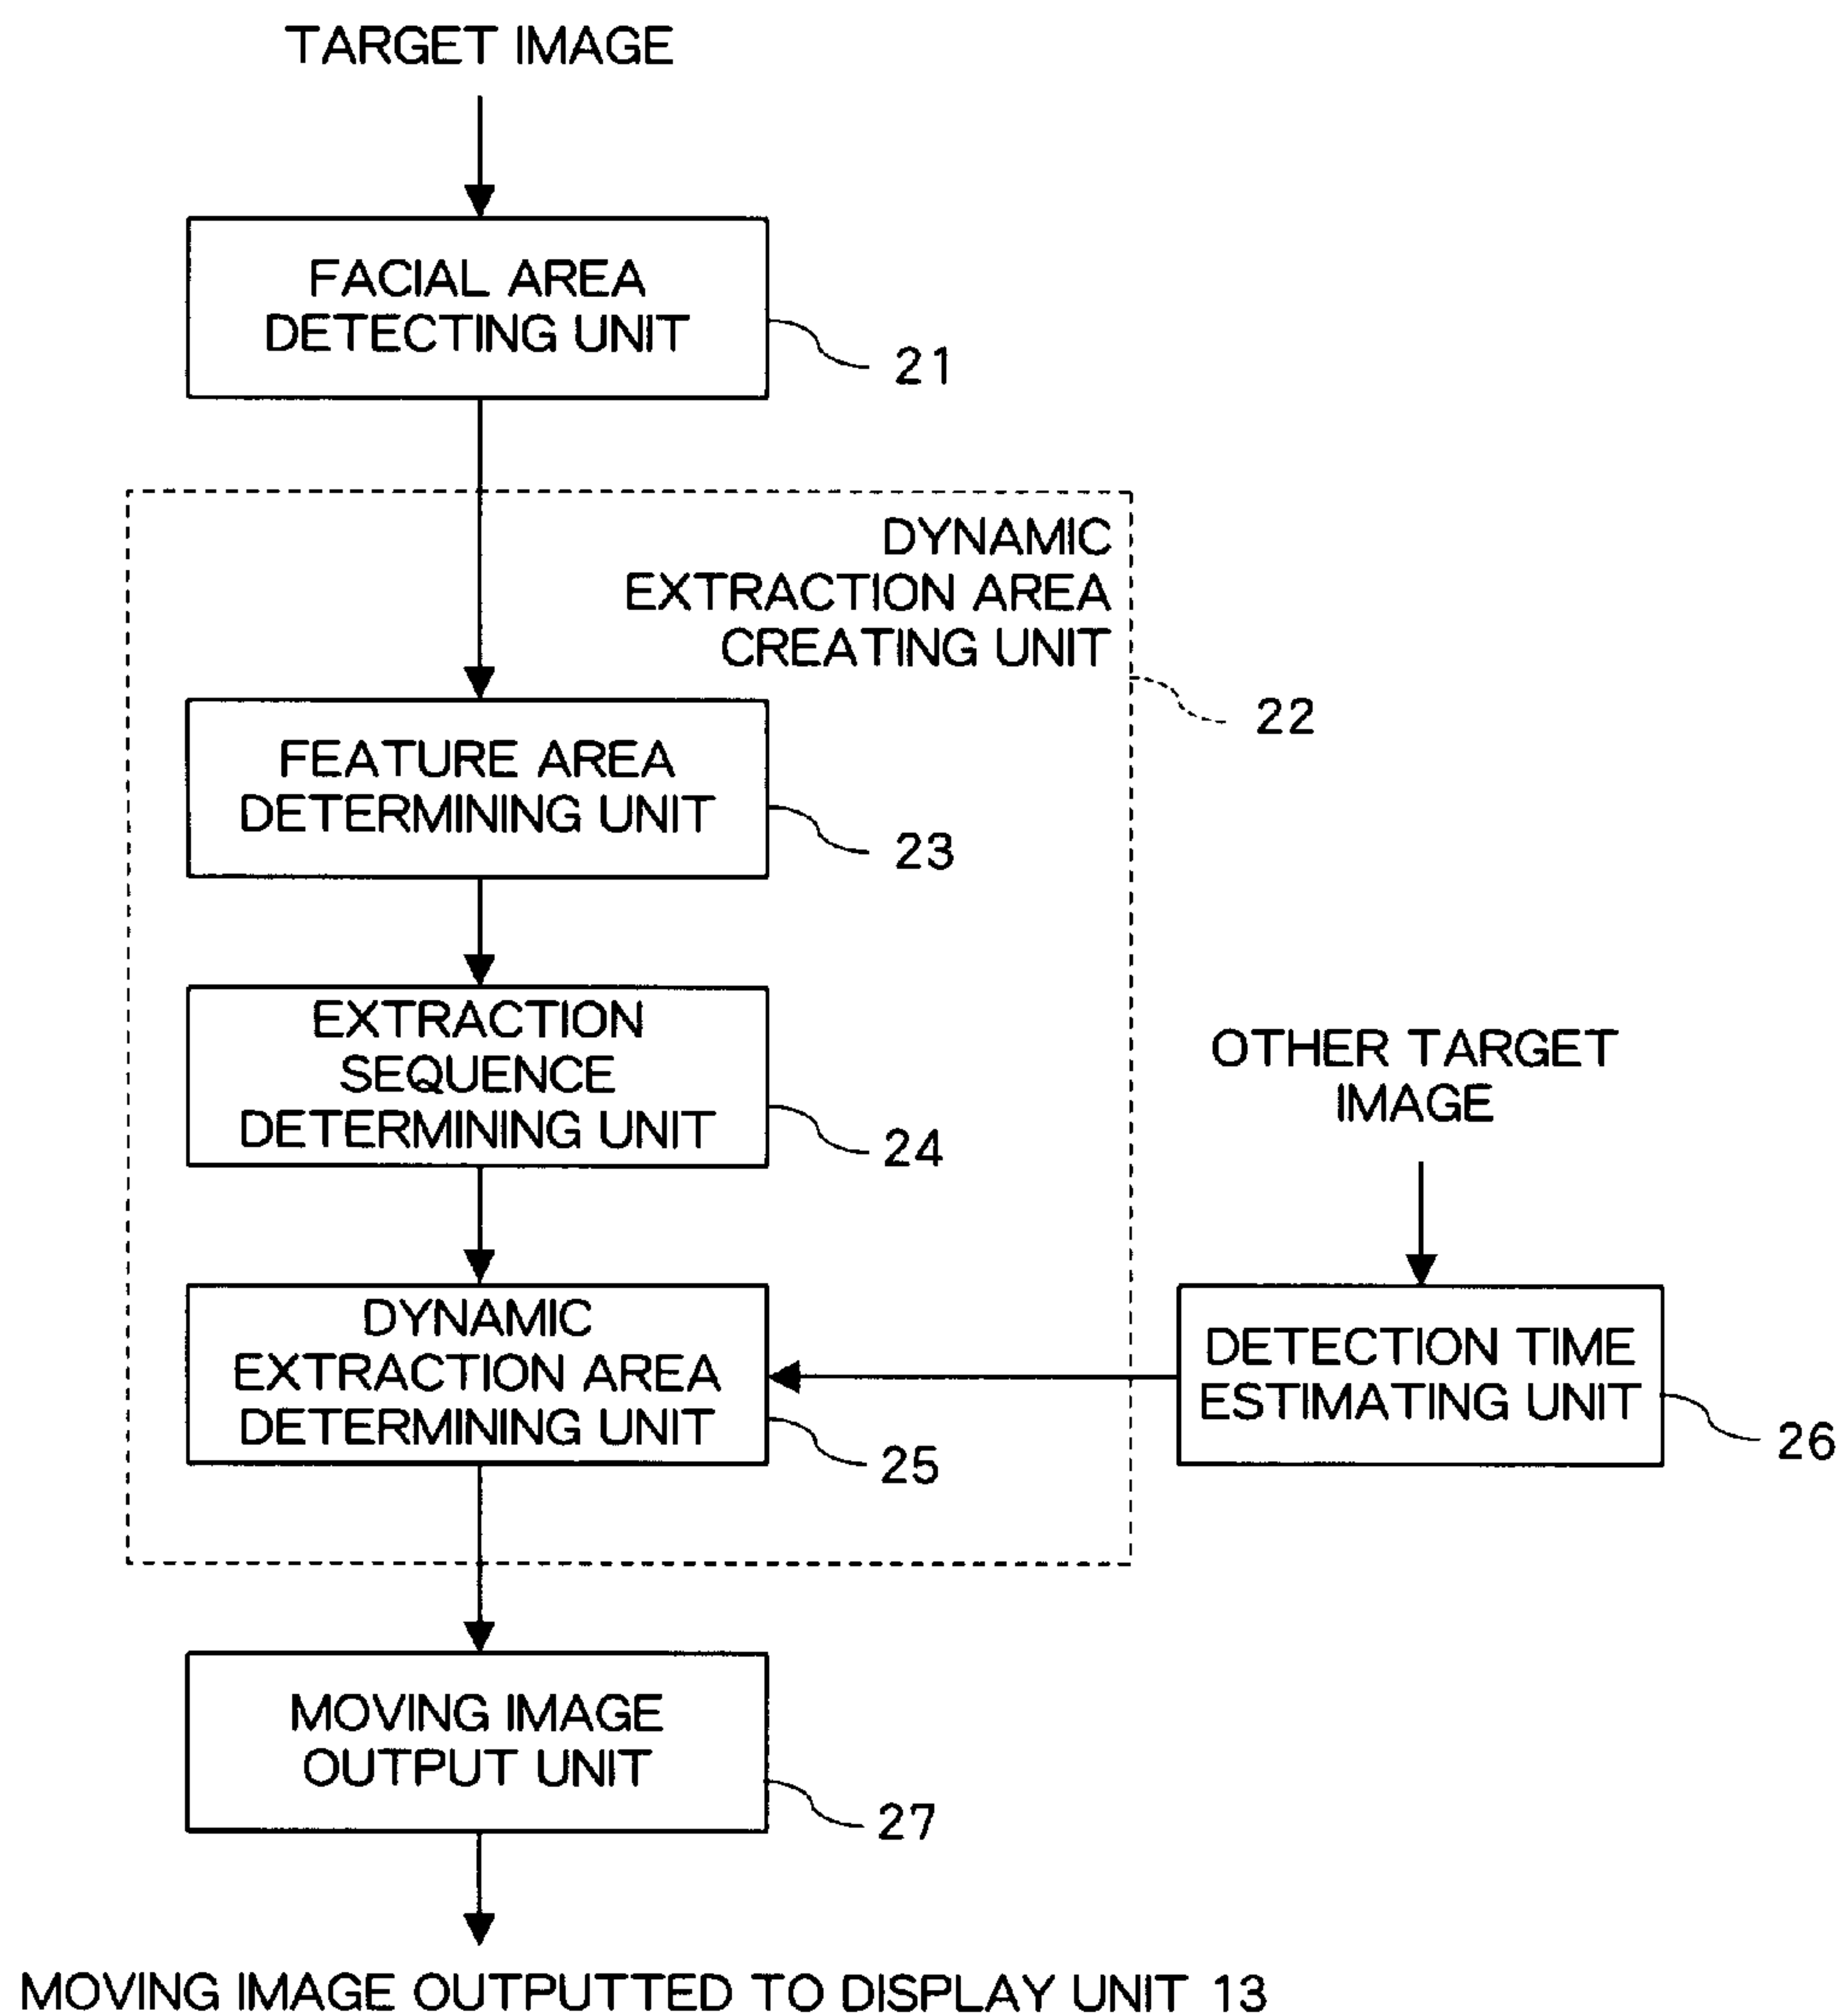 TARGET IMAGE
FACIAL AREA
DETECTING UNIT
21
DYNAMIC
EXTRACTION AREA
CREATING UNIT
22
FEATURE AREA
DETERMINING UNIT
23
EXTRACTION
SEQUENCE
DETERMINING UNIT
24
OTHER TARGET
IMAGE
DYNAMIC
EXTRACTION AREA
DETERMINING UNIT
25
DETECTION TIME
ESTIMATING UNIT
26
MOVING IMAGE
OUTPUT UNIT
27
MOVING IMAGE OUTPUTTED TO DISPLAY UNIT 13